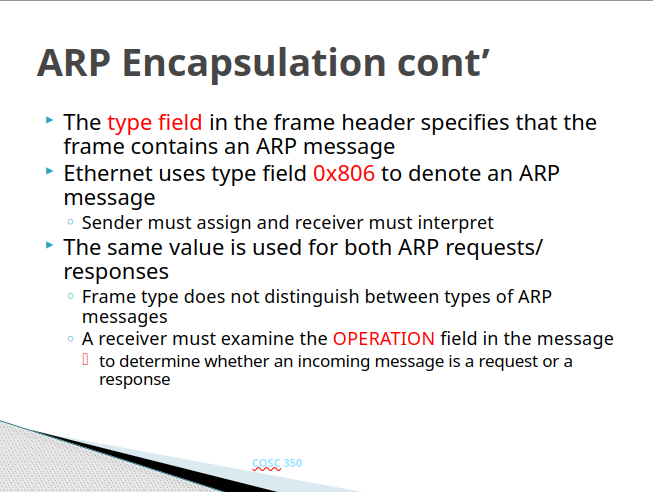 ARP Encapsulation cont’
The type field in the frame header specifies that the
frame contains an ARP message
Ethernet uses type field 0x806 to denote an ARP
message
Sender must assign and receiver must interpret
The same value is used for both ARP requests/
responses
Frame type does not distinguish between types of ARP
messages
A receiver must examine the OPERATION field in the message
to determine whether an incoming message is a request or a
response
COSC 350